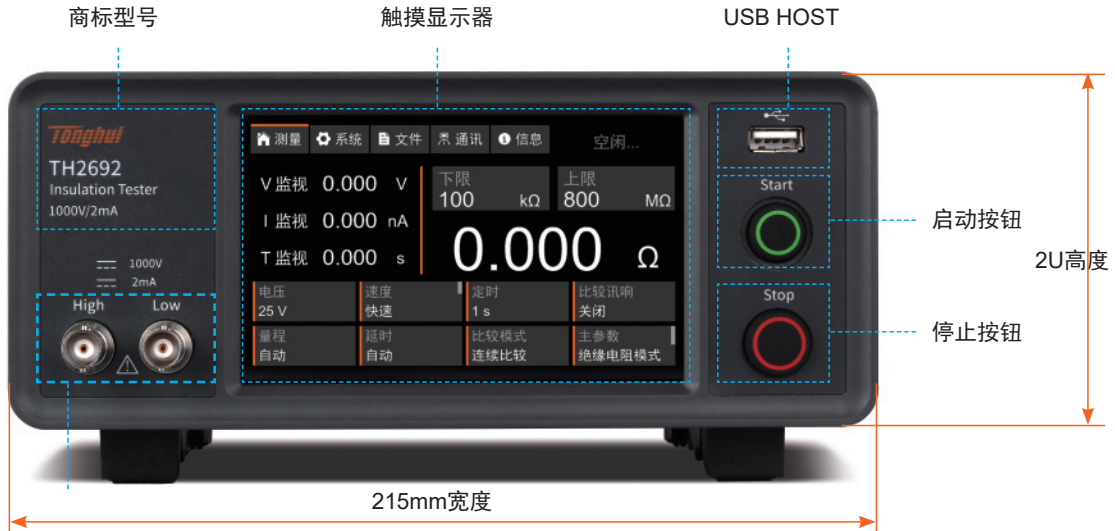 商标型号
触摸显示器
USB HOST
Tonghui
TH2692
Insulation Tester
1000V/2mA
1000V
2mA
High Low
测量 系统 文件 通讯 信息 空闲...
V 监视 0.000 V
I 监视 0.000 nA
T 监视 0.000 s
下限
100 kΩ
上限
800 MΩ
0.000 Ω
电压 速度 定时 比较讯响
25 V 快速 1 s 关闭
量程 延时 比较模式 主参数
自动 自动 连续比较 绝缘电阻模式
Start
启动按钮
Stop
停止按钮
2U高度
215mm宽度